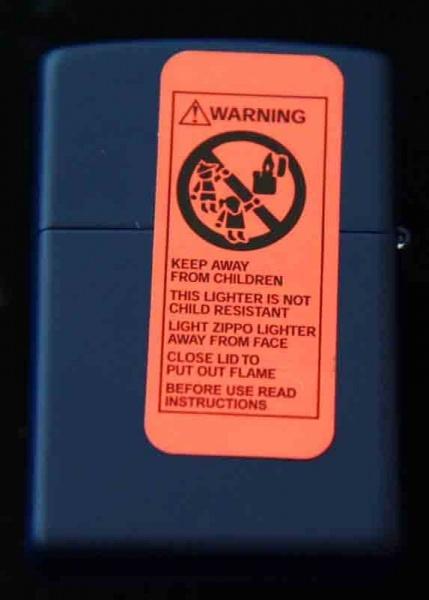 WARNING
KEEP AWAY
FROM CHILDREN
THIS LIGHTER IS NOT
CHILD RESISTANT
LIGHT ZIPPO LIGHTER
AWAY FROM FACE
CLOSE LID TO
PUT OUT FLAME
BEFORE USE READ
INSTRUCTIONS